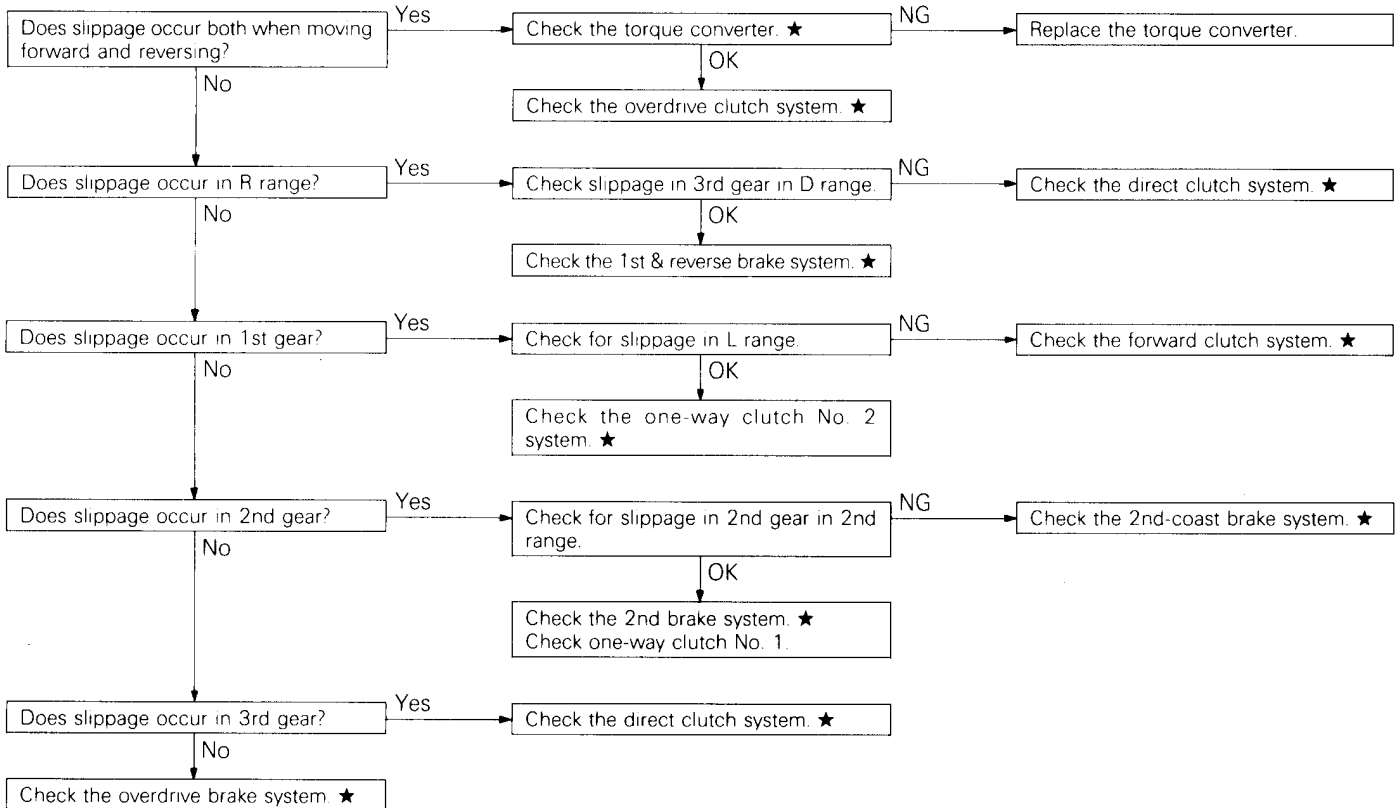 Does slippage occur both when moving
forward and reversing?
Yes
Check the torque converter. ★
NG
Replace the torque converter.
No
OK
Check the overdrive clutch system. ★
Does slippage occur in R range?
Yes
Check slippage in 3rd gear in D range.
NG
Check the direct clutch system. ★
No
OK
Check the 1st & reverse brake system. ★
Does slippage occur in 1st gear?
Yes
Check for slippage in L range.
NG
Check the forward clutch system. ★
No
OK
Check the one-way clutch No. 2
system. ★
Does slippage occur in 2nd gear?
Yes
Check for slippage in 2nd gear in 2nd
range.
NG
Check the 2nd-coast brake system. ★
No
OK
Check the 2nd brake system. ★
Check one-way clutch No. 1.
Does slippage occur in 3rd gear?
Yes
Check the direct clutch system. ★
No
Check the overdrive brake system. ★